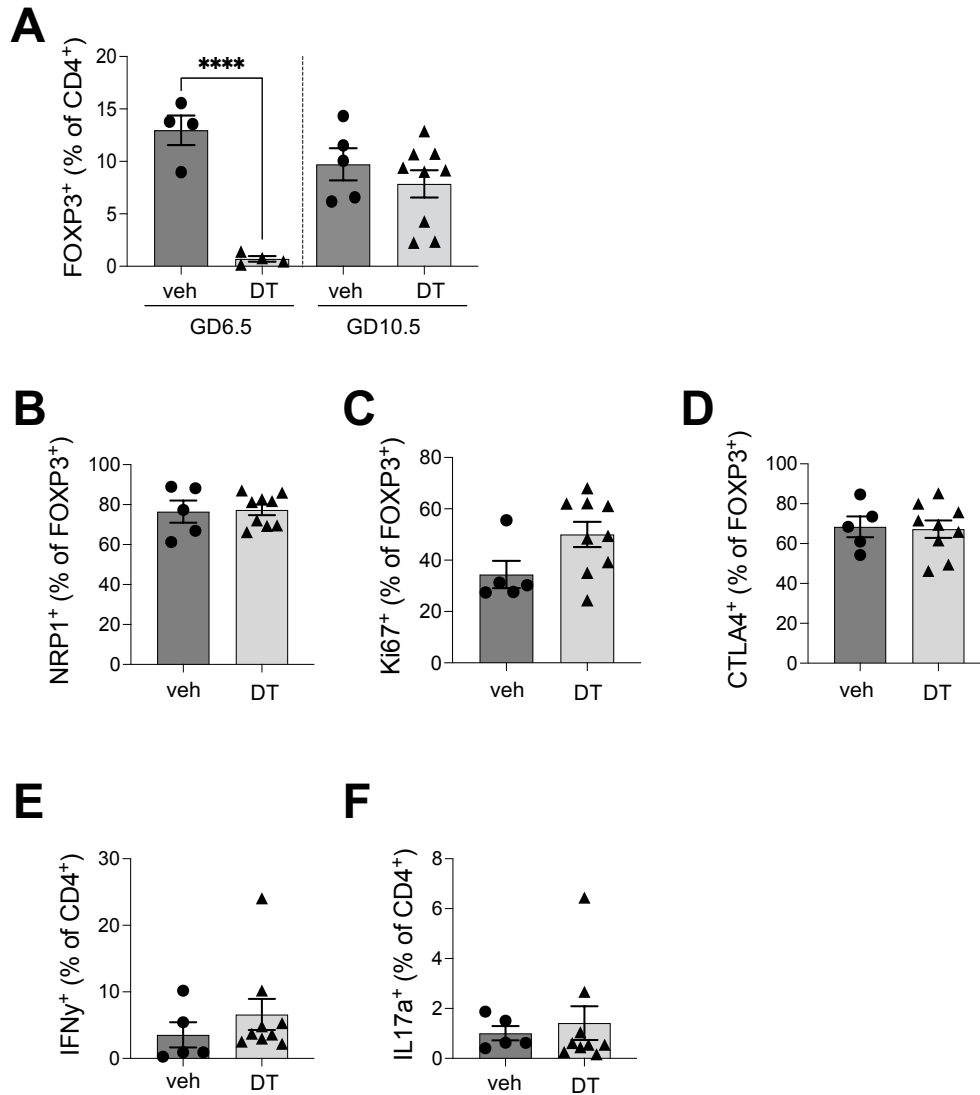 A
FOXP3⁺ (% of CD4⁺)
20
15
10
5
0
****
veh
DT
veh
DT
GD6.5
GD10.5
B
NRP1⁺ (% of FOXP3⁺)
100
80
60
40
20
0
veh
DT
C
Ki67⁺ (% of FOXP3⁺)
80
60
40
20
0
veh
DT
D
CTLA4⁺ (% of FOXP3⁺)
100
80
60
40
20
0
veh
DT
E
IFNy⁺ (% of CD4⁺)
30
20
10
0
veh
DT
F
IL17a⁺ (% of CD4⁺)
8
6
4
2
0
veh
DT